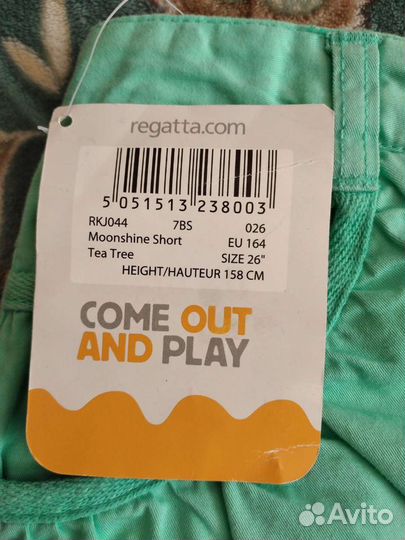 regatta.com
5 051513 238003
RKJ044 7BS 026
Moonshine Short EU 164
Tea Tree SIZE 26"
HEIGHT/HAUTEUR 158 CM
COME OUT
AND PLAY
Avito